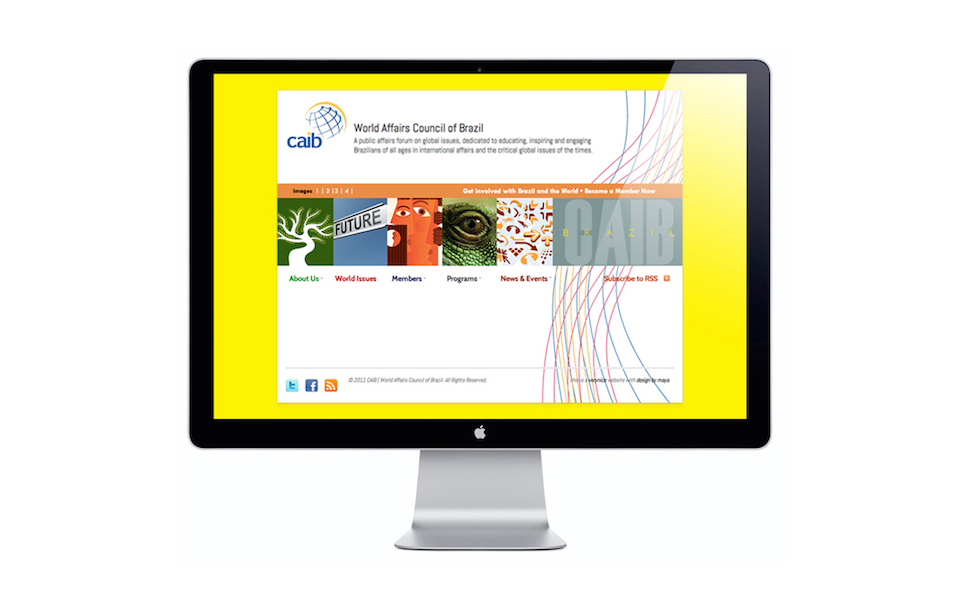 caib
World Affairs Council of Brazil
A public affairs forum on global issues, dedicated to educating, inspiring and engaging
Brazilians of all ages in international affairs and the critical global issues of the times.
Images 1 | 2 | 3 | 4 |
Get Involved with Brazil and the World • Become a Member Now
FUTURE
CAIB
BRAZIL
About Us
World Issues
Members
Programs
News & Events
Subscribe to RSS
© 2011 CAIB | World Affairs Council of Brazil. All Rights Reserved.
website with design by maya